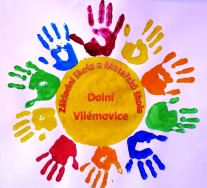 Základní škola a Mateřská škola
Dolní
Vilémovice